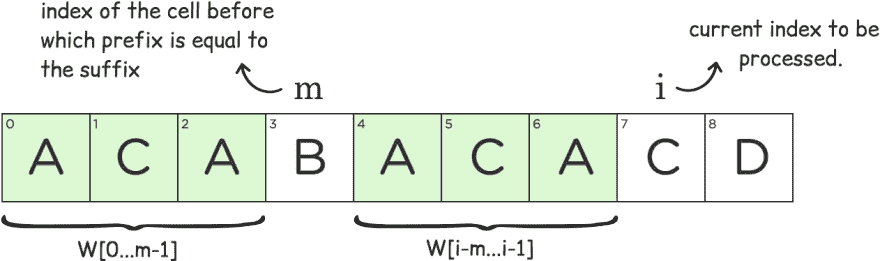 index of the cell before
which prefix is equal to
the suffix
current index to be
processed.
m
i
0 1 2 3 4 5 6 7 8
A C A B A C A C D
W[0...m-1]
W[i-m...i-1]